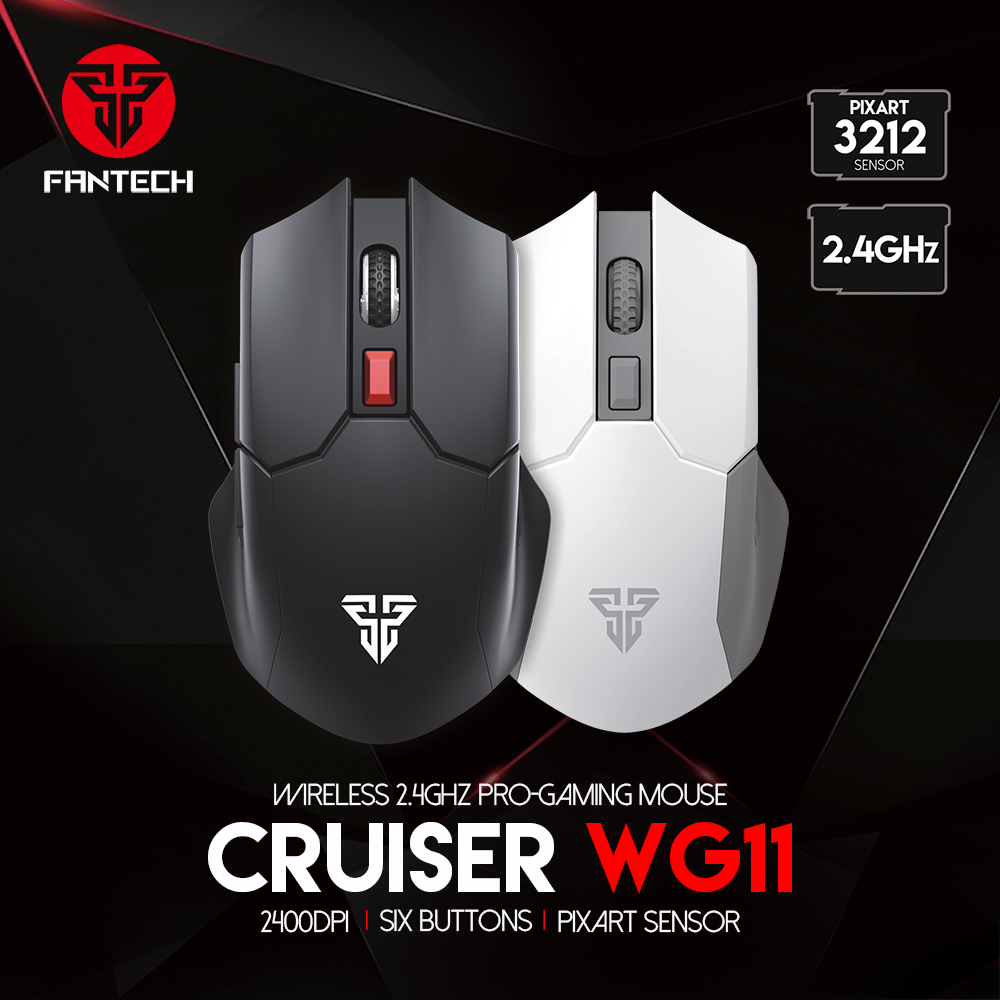 FANTECH
PIXART
3212
SENSOR
2.4GHz
WIRELESS 2.4GHZ PRO-GAMING MOUSE
CRUISER WG11
2400DPI | SIX BUTTONS | PIXART SENSOR